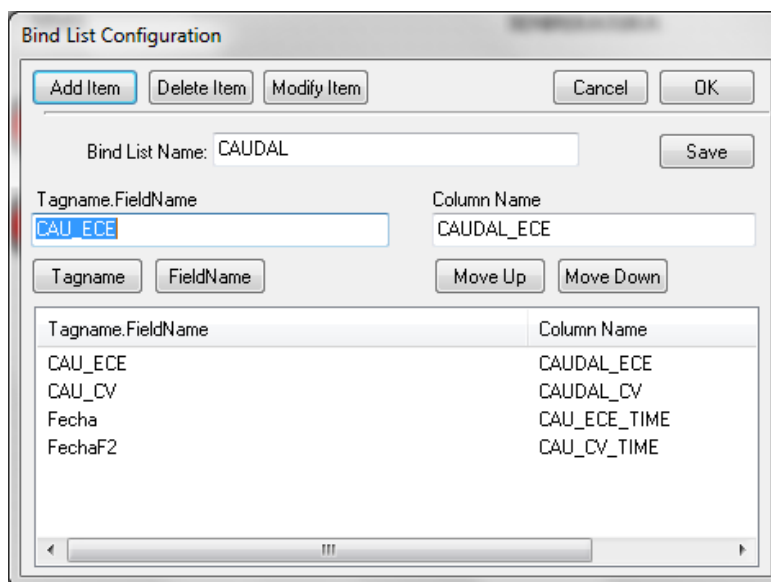 Bind List Configuration
Add Item Delete Item Modify Item Cancel OK
Bind List Name: CAUDAL Save
Tagname.FieldName Column Name
CAU_ECE CAUDAL_ECE
Tagname FieldName Move Up Move Down
Tagname.FieldName Column Name
CAU_ECE CAUDAL_ECE
CAU_CV CAUDAL_CV
Fecha CAU_ECE_TIME
FechaF2 CAU_CV_TIME